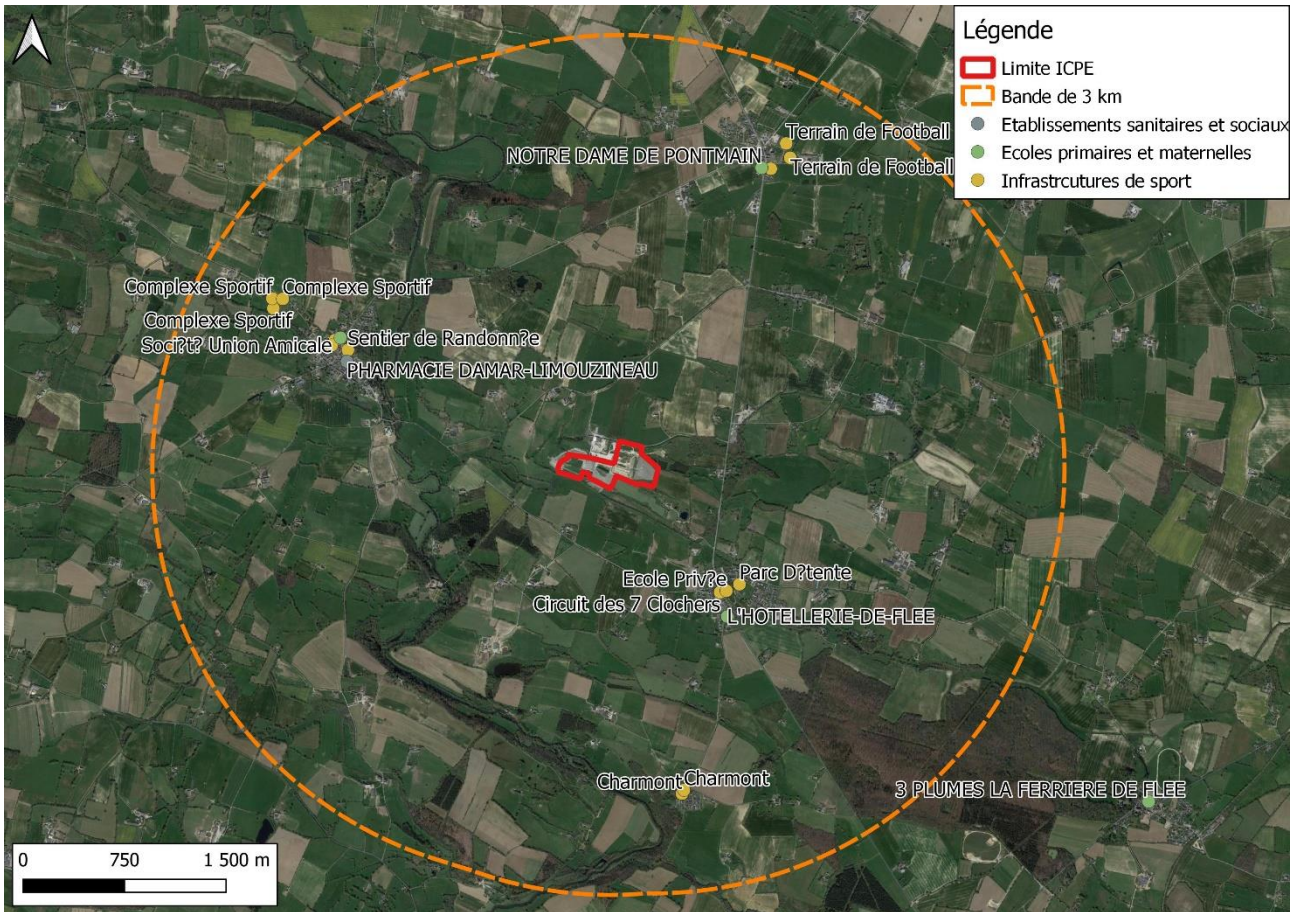 Légende
Limite ICPE
Bande de 3 km
Etablissements sanitaires et sociaux
Ecoles primaires et maternelles
Infrastrcutures de sport
Terrain de Football
NOTRE DAME DE PONTMAIN
Terrain de Football
Complexe Sportif
Complexe Sportif
Complexe Sportif
Sentier de Randonn?e
Soci?t? Union Amicale
PHARMACIE DAMAR-LIMOUZINEAU
Ecole Priv?e
Parc D?tente
Circuit des 7 Clochers
L'HOTELLERIE-DE-FLEE
Charmont
Charmont
3 PLUMES LA FERRIERE DE FLEE
0 750 1 500 m